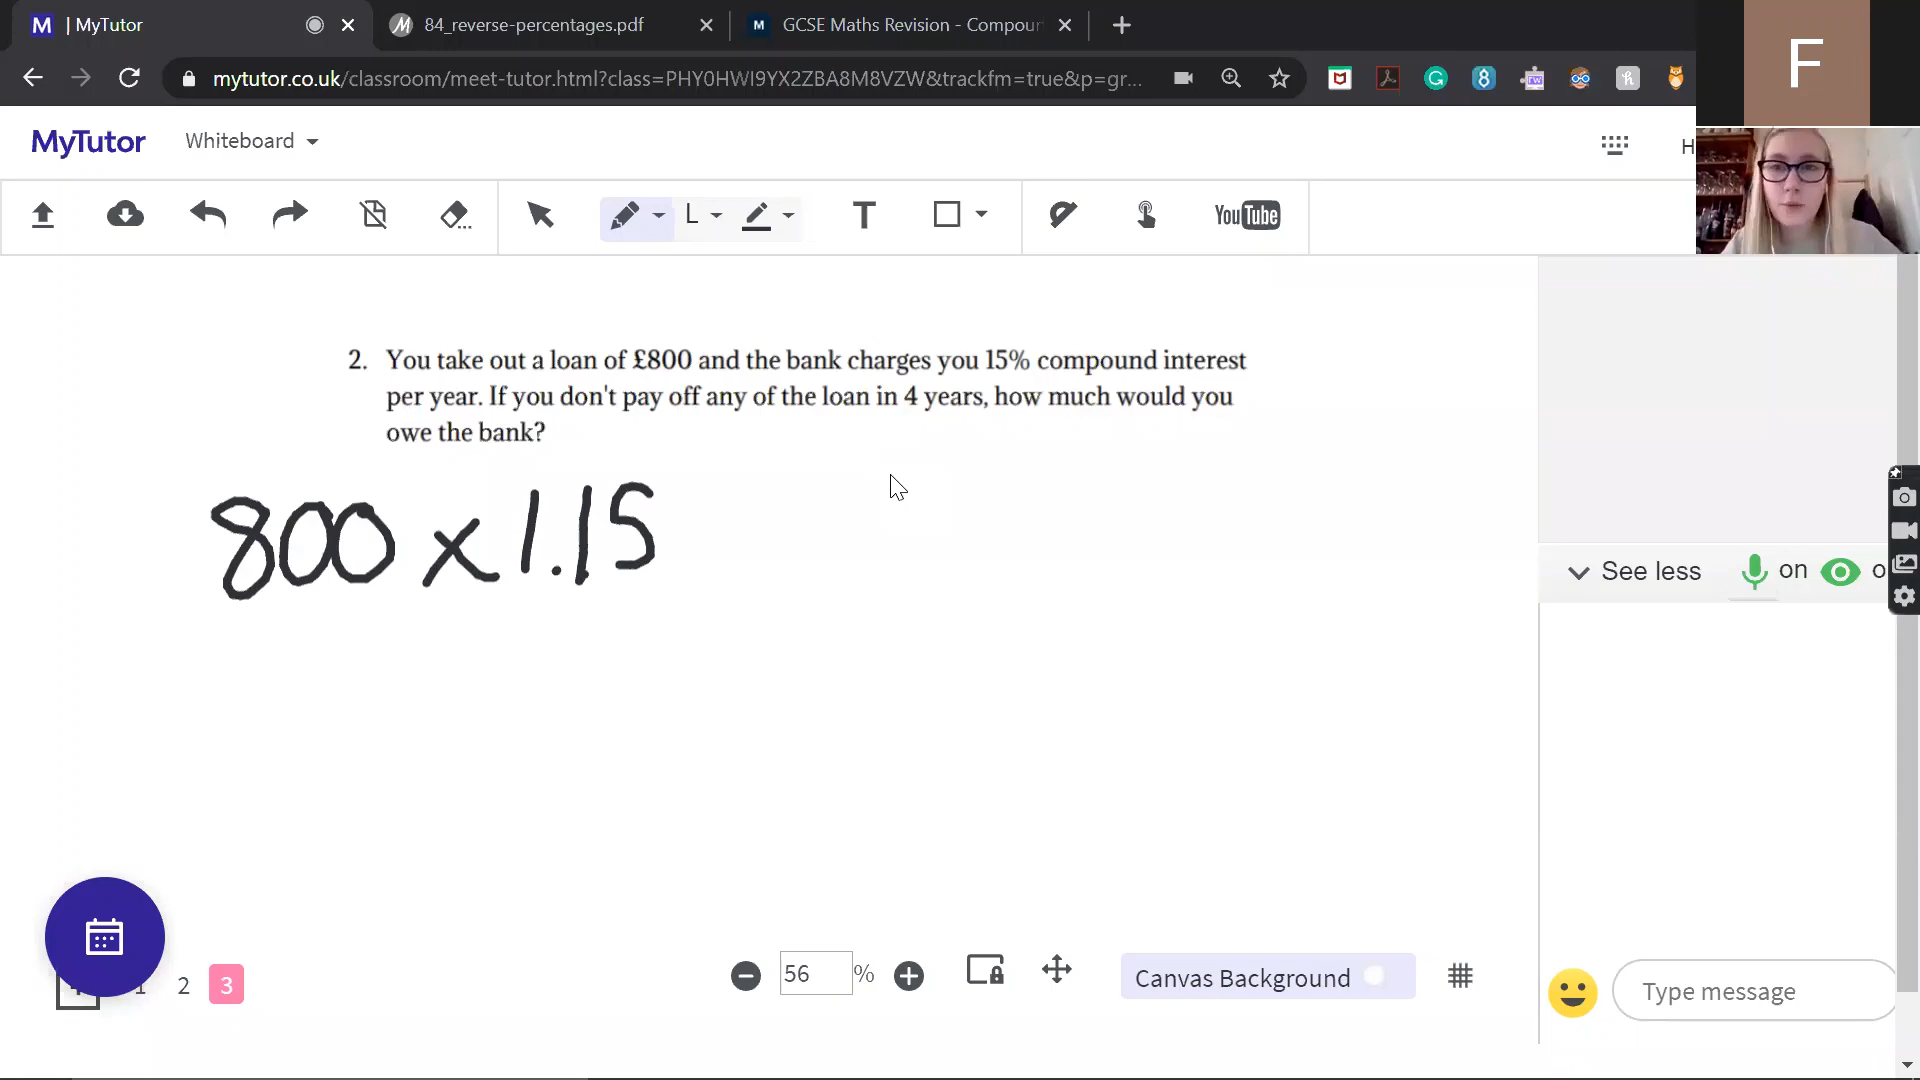 | MyTutor
84_reverse-percentages.pdf
GCSE Maths Revision - Compour
mytutor.co.uk/classroom/meet-tutor.html?class=PHY0HWI9YX2ZBA8M8VZW&trackfm=true&p=gr...
F
MyTutor
Whiteboard
H
L
T
YouTube
2. You take out a loan of £800 and the bank charges you 15% compound interest
per year. If you don't pay off any of the loan in 4 years, how much would you
owe the bank?
800 x 1.15
See less
on
o
1 2 3
56 %
Canvas Background
Type message